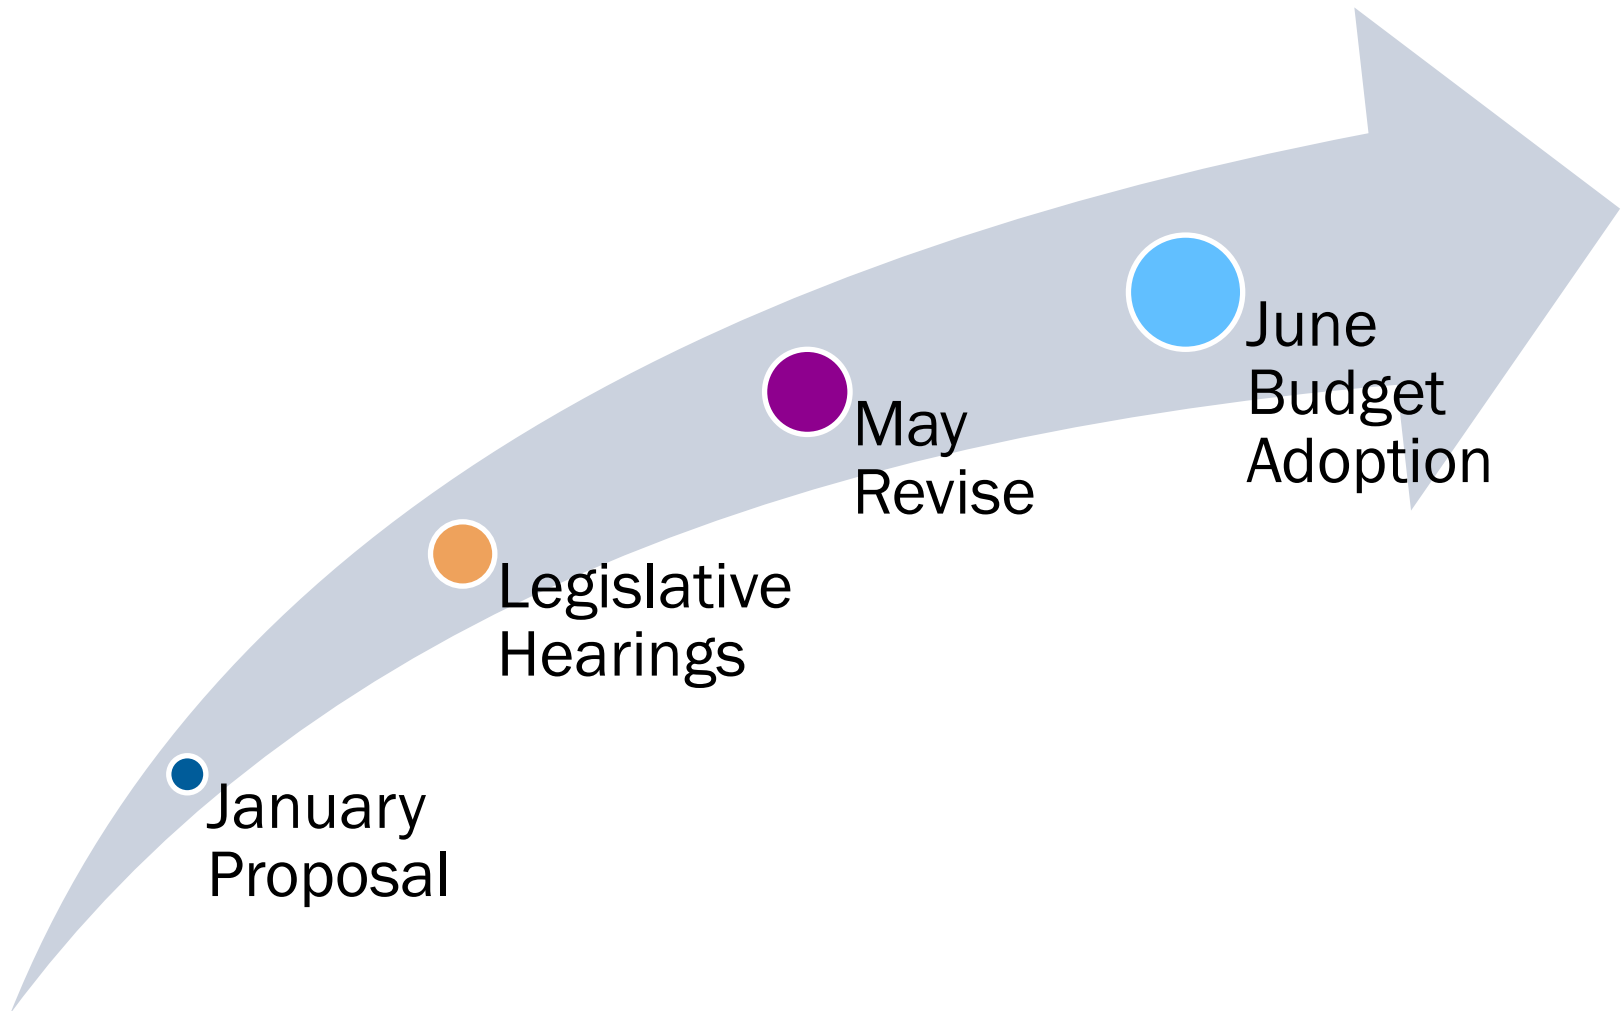 January
Proposal
Legislative
Hearings
May
Revise
June
Budget
Adoption